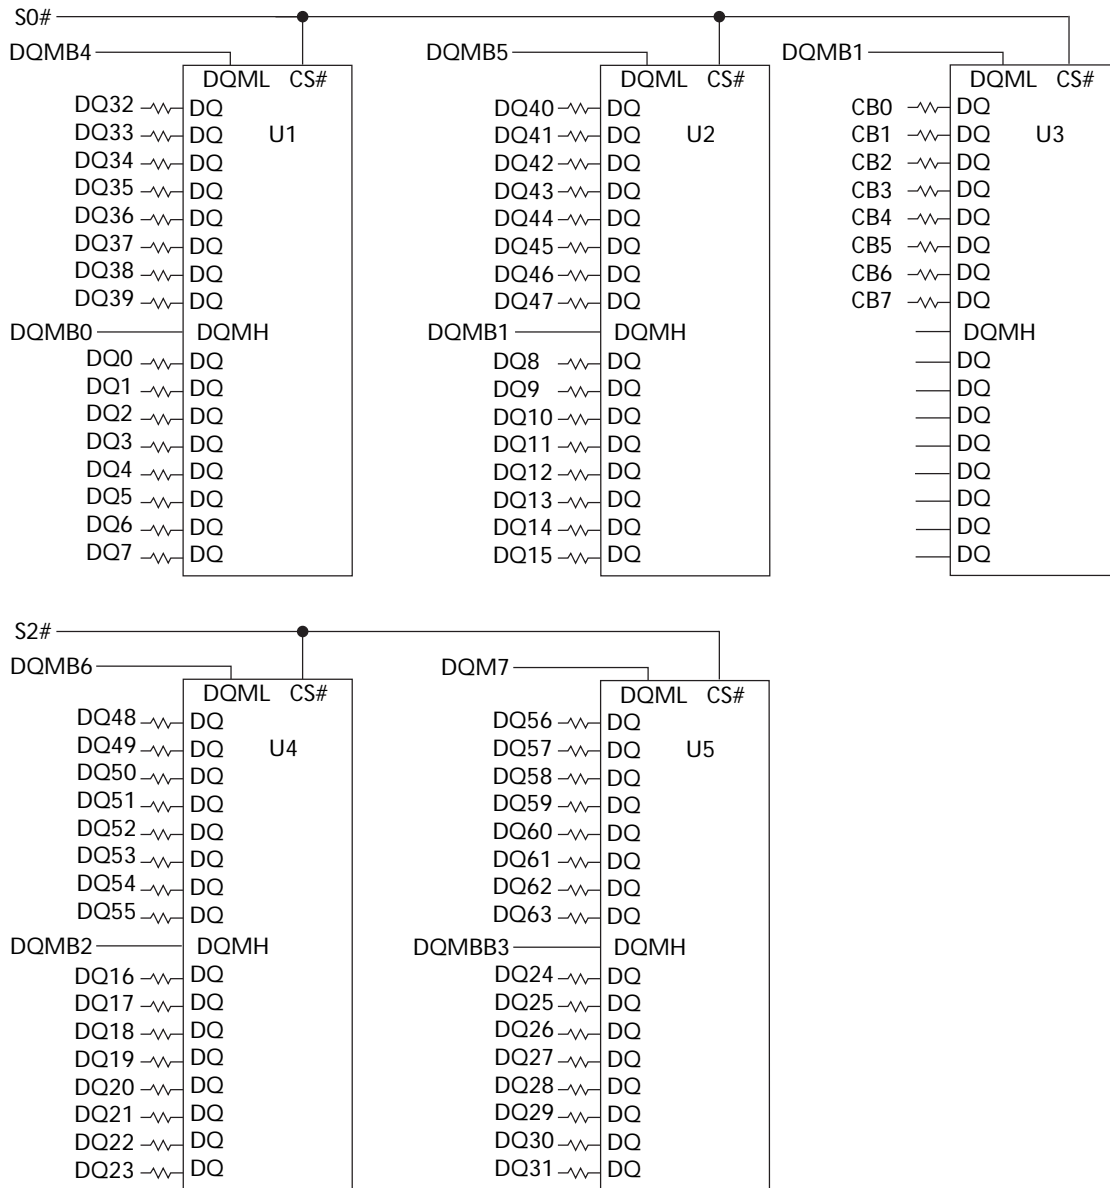 S0#
DQMB4
DQML CS#
DQ32 DQ
DQ33 DQ U1
DQ34 DQ
DQ35 DQ
DQ36 DQ
DQ37 DQ
DQ38 DQ
DQ39 DQ
DQMB0 DQMH
DQ0 DQ
DQ1 DQ
DQ2 DQ
DQ3 DQ
DQ4 DQ
DQ5 DQ
DQ6 DQ
DQ7 DQ
DQMB5
DQML CS#
DQ40 DQ
DQ41 DQ U2
DQ42 DQ
DQ43 DQ
DQ44 DQ
DQ45 DQ
DQ46 DQ
DQ47 DQ
DQMB1 DQMH
DQ8 DQ
DQ9 DQ
DQ10 DQ
DQ11 DQ
DQ12 DQ
DQ13 DQ
DQ14 DQ
DQ15 DQ
DQMB1
DQML CS#
CB0 DQ
CB1 DQ U3
CB2 DQ
CB3 DQ
CB4 DQ
CB5 DQ
CB6 DQ
CB7 DQ
DQMH
DQ
DQ
DQ
DQ
DQ
DQ
DQ
DQ
S2#
DQMB6
DQML CS#
DQ48 DQ
DQ49 DQ U4
DQ50 DQ
DQ51 DQ
DQ52 DQ
DQ53 DQ
DQ54 DQ
DQ55 DQ
DQMB2 DQMH
DQ16 DQ
DQ17 DQ
DQ18 DQ
DQ19 DQ
DQ20 DQ
DQ21 DQ
DQ22 DQ
DQ23 DQ
DQM7
DQML CS#
DQ56 DQ
DQ57 DQ U5
DQ58 DQ
DQ59 DQ
DQ60 DQ
DQ61 DQ
DQ62 DQ
DQ63 DQ
DQMBB3 DQMH
DQ24 DQ
DQ25 DQ
DQ26 DQ
DQ27 DQ
DQ28 DQ
DQ29 DQ
DQ30 DQ
DQ31 DQ